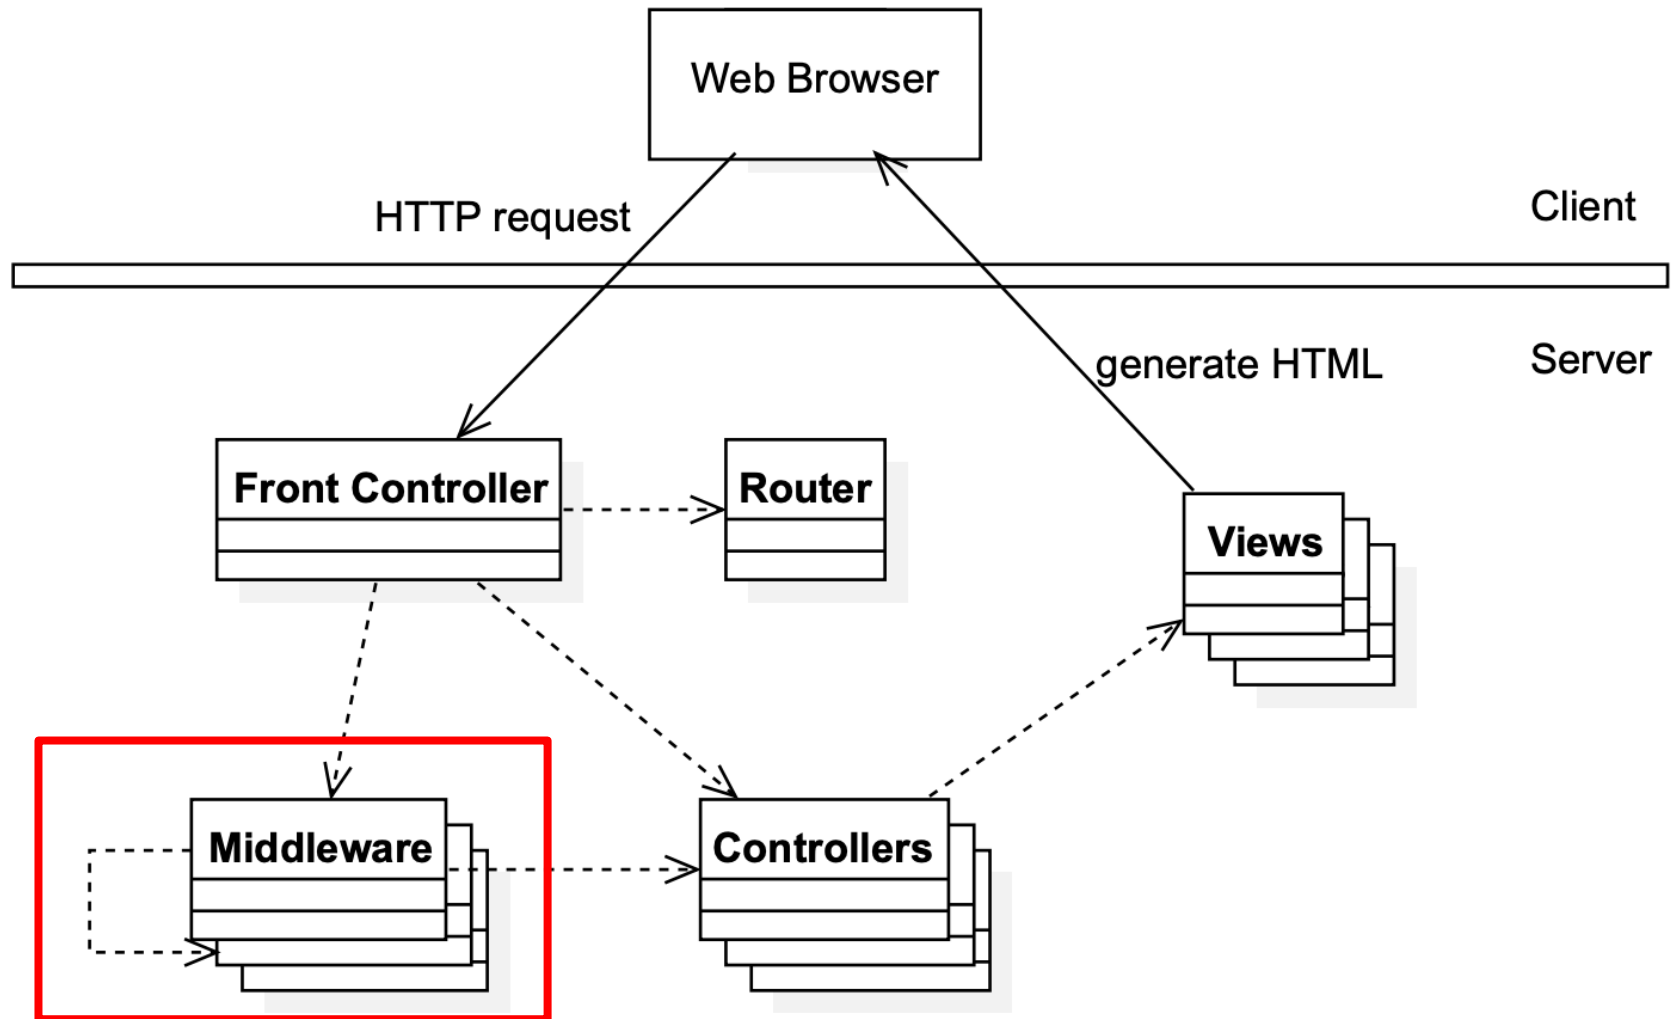 Web Browser
HTTP request
Client
generate HTML
Server
Front Controller
Router
Views
Middleware
Controllers